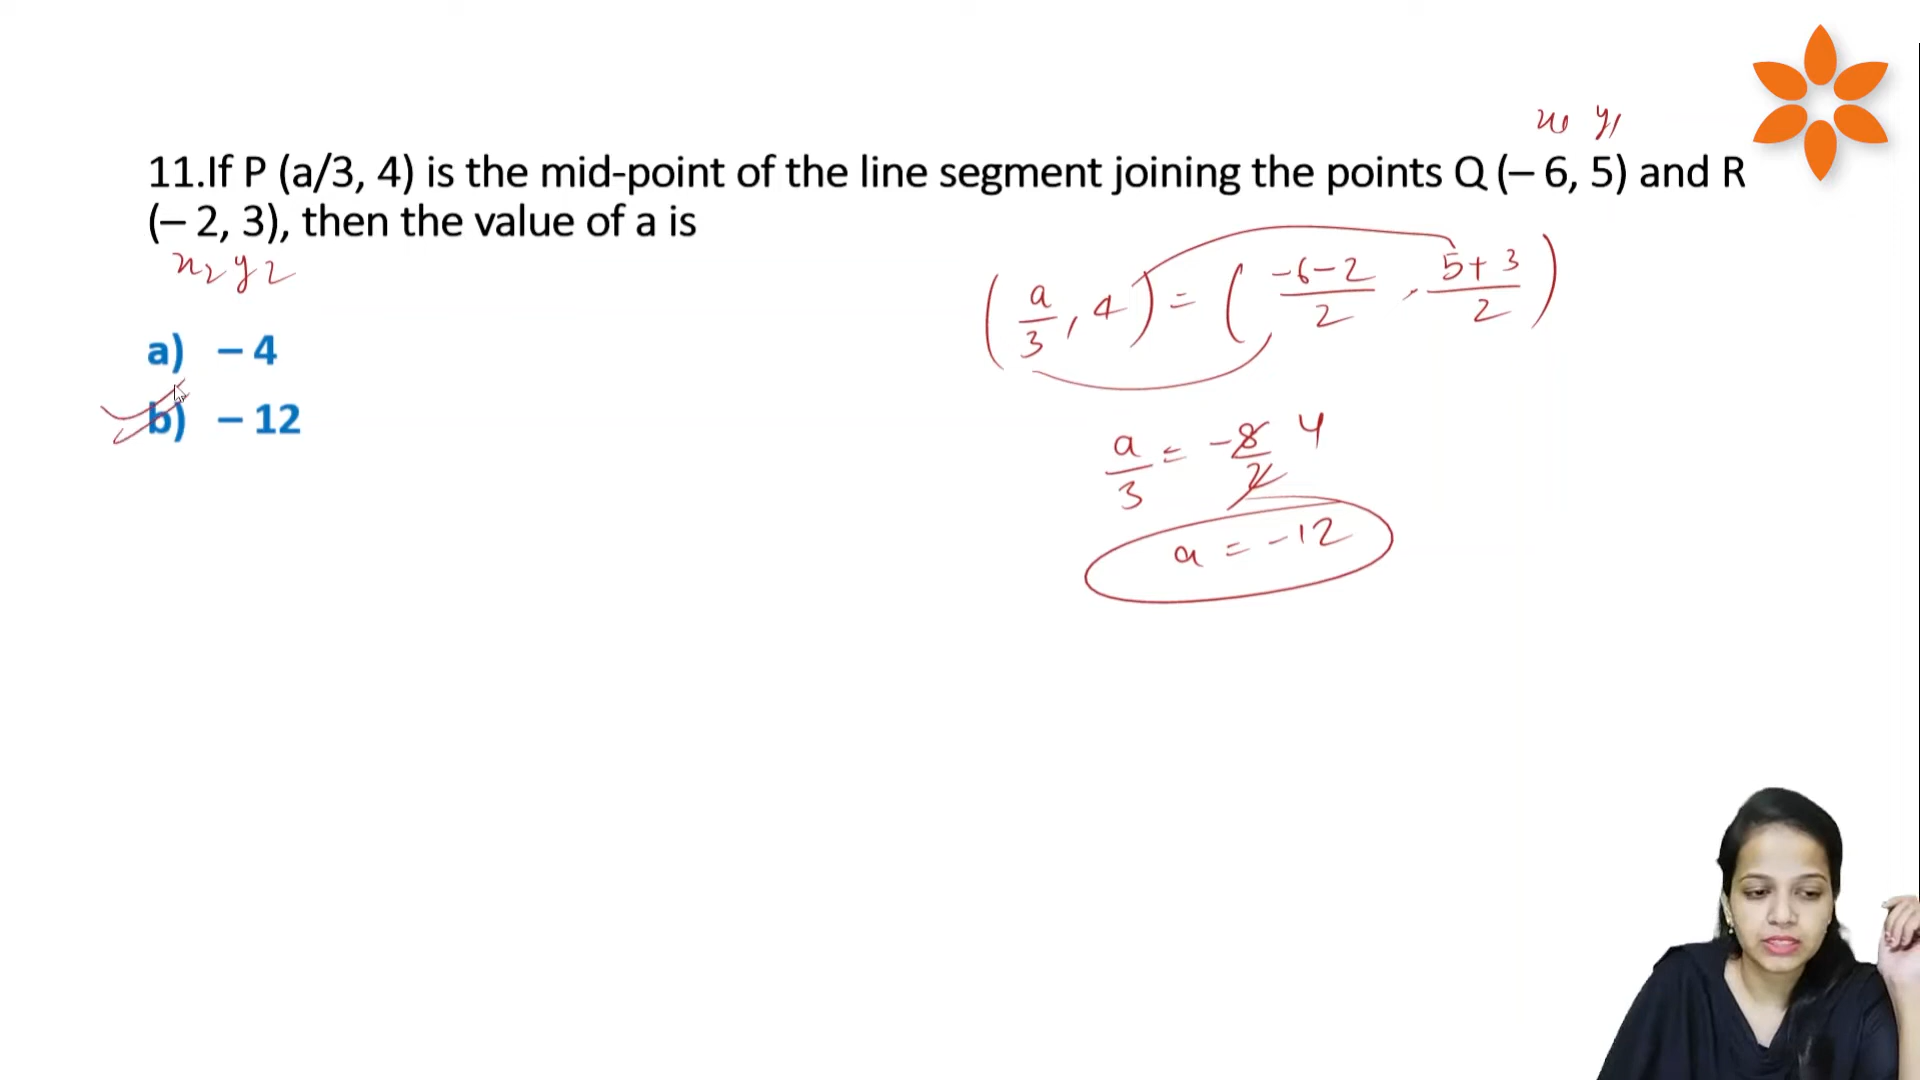 x₁ y₁
11.If P (a/3, 4) is the mid-point of the line segment joining the points Q (– 6, 5) and R
(– 2, 3), then the value of a is
x₂ y₂
(a/3, 4) = (-6-2/2, 5+3/2)
a) – 4
b) – 12
a/3 = -8/2 4
a = -12